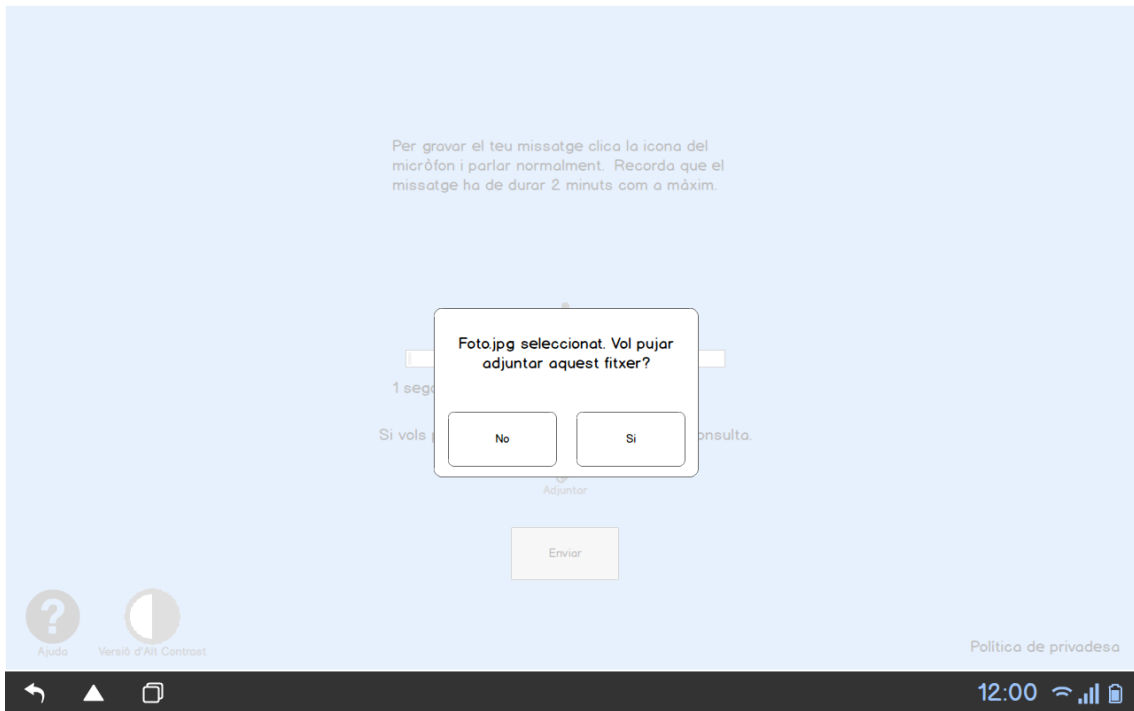 Per gravar el teu missatge clica la icona del
micròfon i parlar normalment. Recorda que el
missatge ha de durar 2 minuts com a màxim.
Foto.jpg seleccionat. Vol pujar
adjuntar aquest fitxer?
1
Si vols
No
Si
Adjuntar
Enviar
Ajuda
Versió d'Alt Contrast
Política de privadesa
12:00